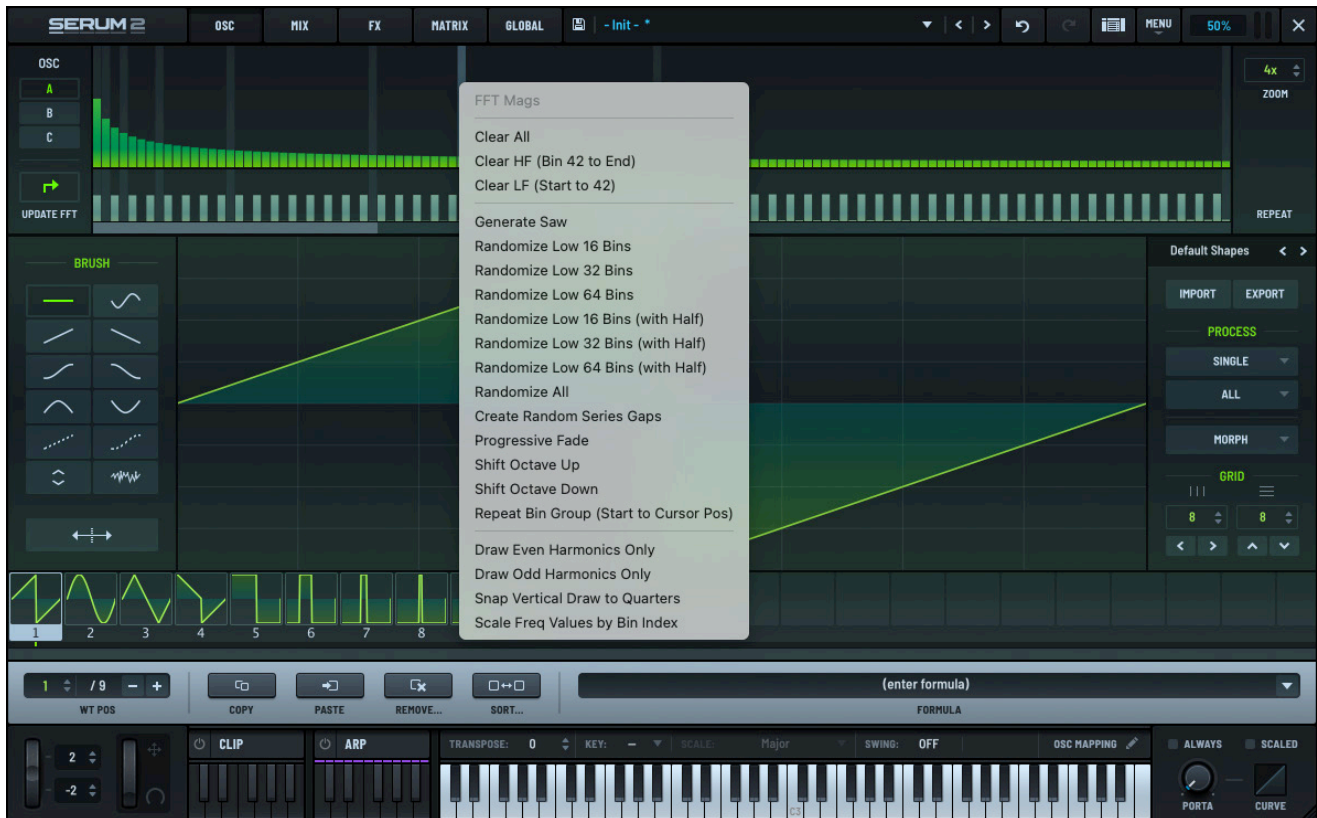 SERUM 2 OSC MIX FX MATRIX GLOBAL - Init - * MENU 50%
OSC
A
B
C
UPDATE FFT
4x
ZOOM
REPEAT
FFT Mags
Clear All
Clear HF (Bin 42 to End)
Clear LF (Start to 42)
Generate Saw
Randomize Low 16 Bins
Randomize Low 32 Bins
Randomize Low 64 Bins
Randomize Low 16 Bins (with Half)
Randomize Low 32 Bins (with Half)
Randomize Low 64 Bins (with Half)
Randomize All
Create Random Series Gaps
Progressive Fade
Shift Octave Up
Shift Octave Down
Repeat Bin Group (Start to Cursor Pos)
Draw Even Harmonics Only
Draw Odd Harmonics Only
Snap Vertical Draw to Quarters
Scale Freq Values by Bin Index
BRUSH
Default Shapes < >
IMPORT EXPORT
PROCESS
SINGLE
ALL
MORPH
GRID
8 8
1 2 3 4 5 6 7 8
1 / 9 - +
WT POS
COPY
PASTE
REMOVE...
SORT...
(enter formula)
FORMULA
2
-2
CLIP
ARP
TRANSPOSE: 0 KEY: – SCALE: Major SWING: OFF OSC MAPPING
C3
ALWAYS SCALED
PORTA CURVE